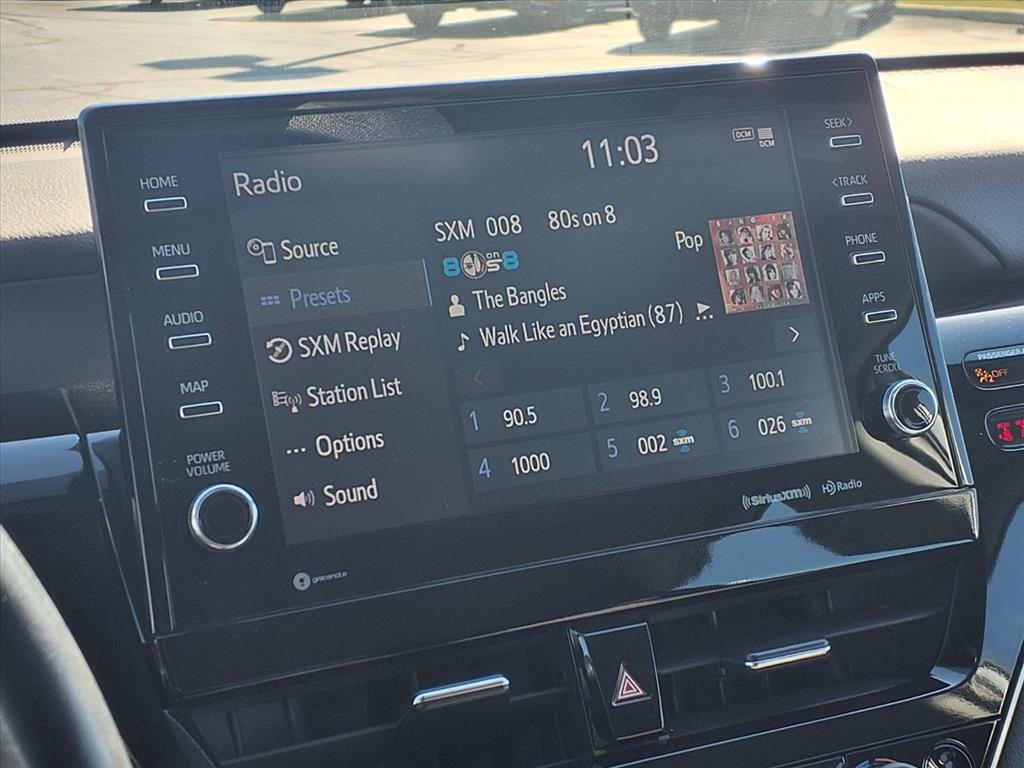 HOME
MENU
AUDIO
MAP
POWER
VOLUME
Radio
11:03
DCM
DCM
Source
Presets
SXM Replay
Station List
Options
Sound
SXM 008 80s on 8
8 on 8
Pop
The Bangles
Walk Like an Egyptian (87)
1 90.5
2 98.9
3 100.1
4 1000
5 002 sxm
6 026 sxm
SEEK >
< TRACK
PHONE
APPS
TUNE
SCROLL
gracenote
((SiriusXM))
HD Radio
PASSENGER
OFF